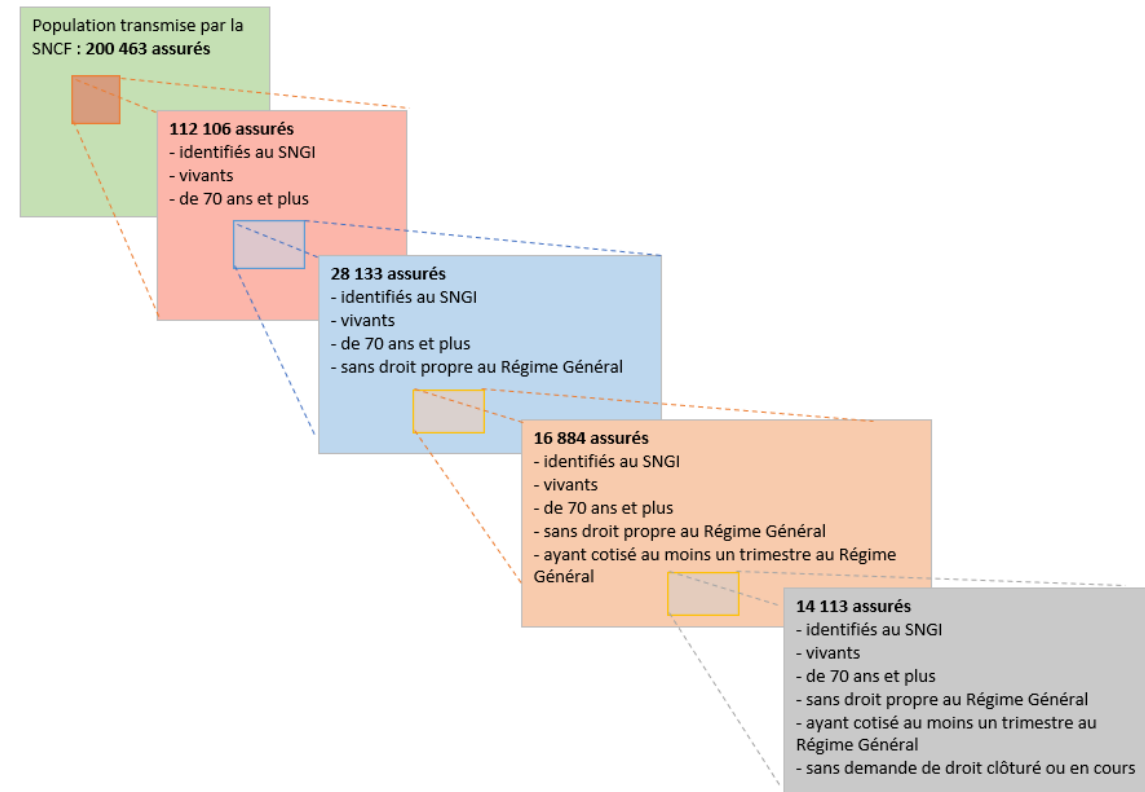 Population transmise par la
SNCF : 200 463 assurés
112 106 assurés
- identifiés au SNGI
- vivants
- de 70 ans et plus
28 133 assurés
- identifiés au SNGI
- vivants
- de 70 ans et plus
- sans droit propre au Régime Général
16 884 assurés
- identifiés au SNGI
- vivants
- de 70 ans et plus
- sans droit propre au Régime Général
- ayant cotisé au moins un trimestre au Régime
Général
14 113 assurés
- identifiés au SNGI
- vivants
- de 70 ans et plus
- sans droit propre au Régime Général
- ayant cotisé au moins un trimestre au
Régime Général
- sans demande de droit clôturé ou en cours